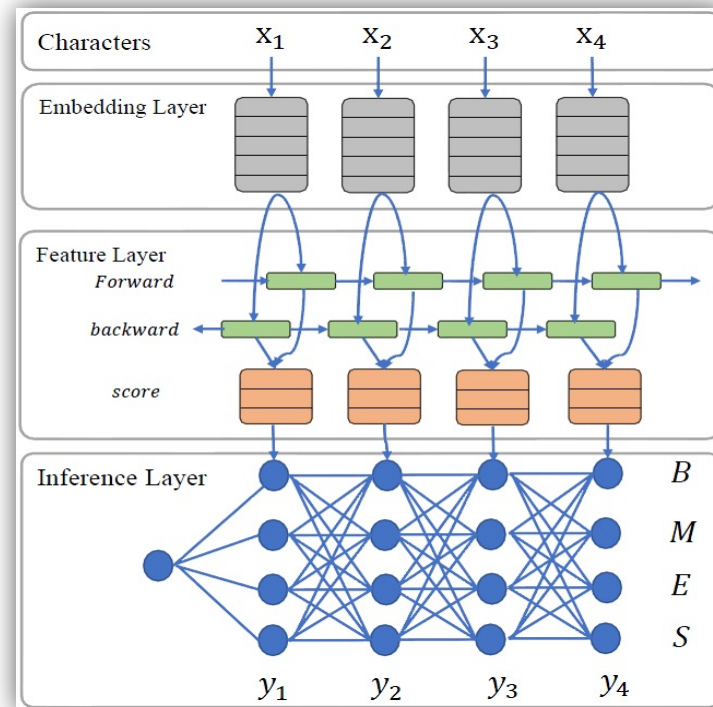 Characters x₁ x₂ x₃ x₄
Embedding Layer
Feature Layer
Forward
backward
score
Inference Layer
B
M
E
S
y₁ y₂ y₃ y₄